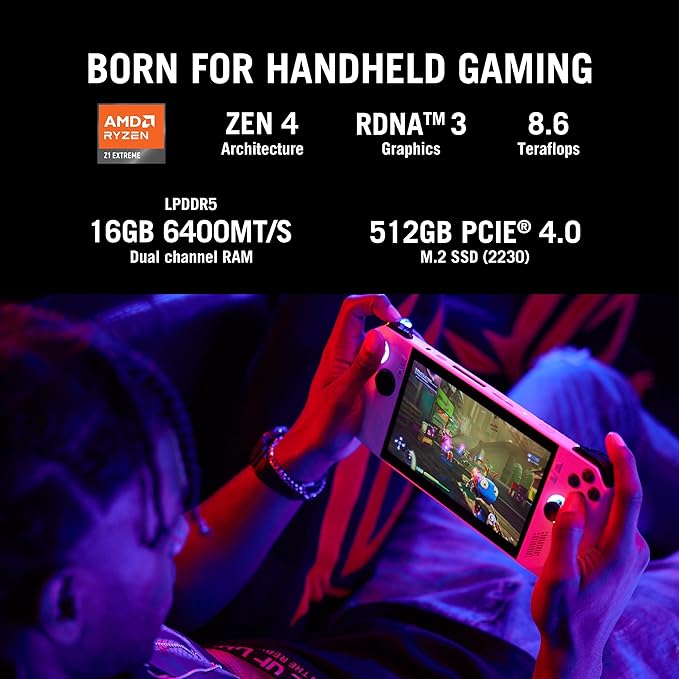 BORN FOR HANDHELD GAMING
AMD
RYZEN
Z1 EXTREME
ZEN 4
Architecture
RDNA™ 3
Graphics
8.6
Teraflops
LPDDR5
16GB 6400MT/S
Dual channel RAM
512GB PCIE® 4.0
M.2 SSD (2230)